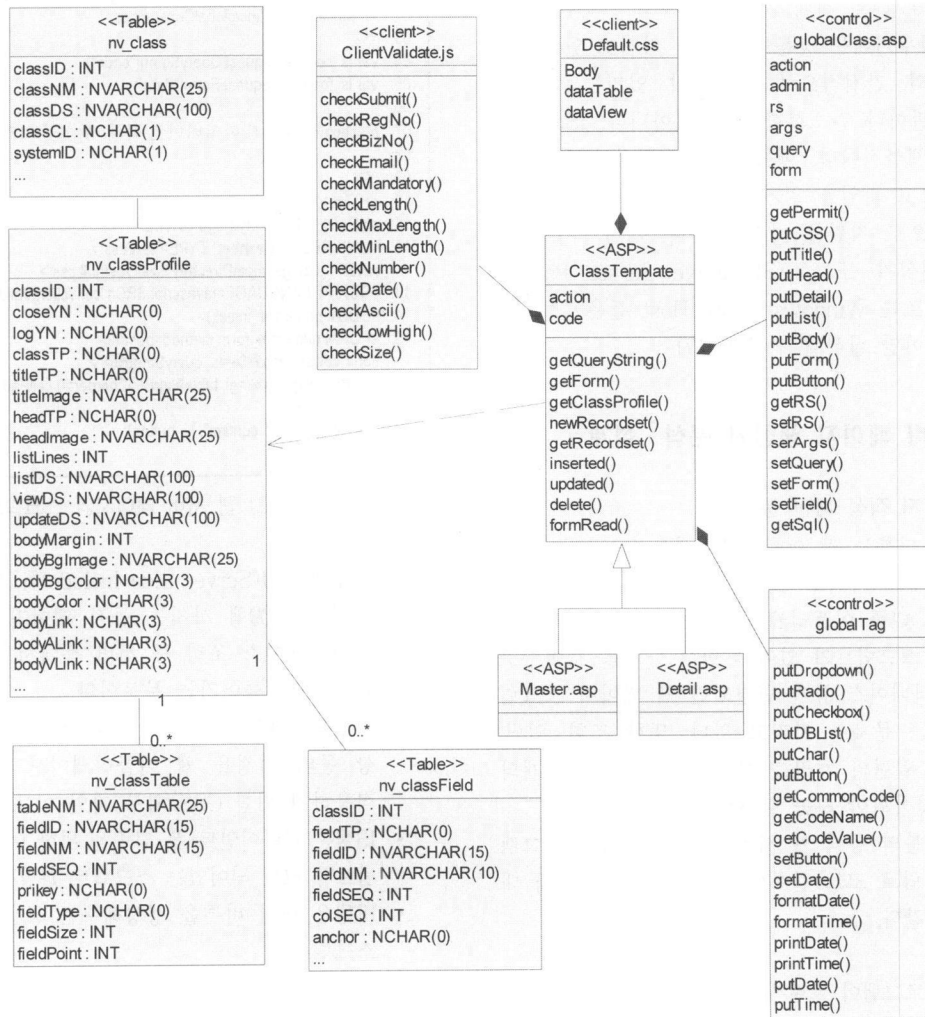 <<Table>>
nv_class
classID : INT
classNM : NVARCHAR(25)
classDS : NVARCHAR(100)
classCL : NCHAR(1)
systemID : NCHAR(1)
...
<<client>>
ClientValidate.js
checkSubmit()
checkRegNo()
checkBizNo()
checkEmail()
checkMandatory()
checkLength()
checkMaxLength()
checkMinLength()
checkNumber()
checkDate()
checkAscii()
checkLowHigh()
checkSize()
<<client>>
Default.css
Body
dataTable
dataView
<<control>>
globalClass.asp
action
admin
rs
args
query
form
getPermit()
putCSS()
putTitle()
putHead()
putDetail()
putList()
putBody()
putForm()
putButton()
getRS()
setRS()
serArgs()
setQuery()
setForm()
setField()
getSql()
<<Table>>
nv_classProfile
classID : INT
closeYN : NCHAR(0)
logYN : NCHAR(0)
classTP : NCHAR(0)
titleTP : NCHAR(0)
titleImage : NVARCHAR(25)
headTP : NCHAR(0)
headImage : NVARCHAR(25)
listLines : INT
listDS : NVARCHAR(100)
viewDS : NVARCHAR(100)
updateDS : NVARCHAR(100)
bodyMargin : INT
bodyBgImage : NVARCHAR(25)
bodyBgColor : NCHAR(3)
bodyColor : NCHAR(3)
bodyLink : NCHAR(3)
bodyALink : NCHAR(3)
bodyVLink : NCHAR(3)
...
1
1
<<ASP>>
ClassTemplate
action
code
getQueryString()
getForm()
getClassProfile()
newRecordset()
getRecordset()
inserted()
updated()
delete()
formRead()
<<ASP>>
Master.asp
<<ASP>>
Detail.asp
<<control>>
globalTag
putDropdown()
putRadio()
putCheckbox()
putDBList()
putChar()
putButton()
getCommonCode()
getCodeName()
getCodeValue()
setButton()
getDate()
formatDate()
formatTime()
printDate()
printTime()
putDate()
putTime()
0..*
0..*
<<Table>>
nv_classTable
tableNM : NVARCHAR(25)
fieldID : NVARCHAR(15)
fieldNM : NVARCHAR(15)
fieldSEQ : INT
prikey : NCHAR(0)
fieldType : NCHAR(0)
fieldSize : INT
fieldPoint : INT
<<Table>>
nv_classField
classID : INT
fieldTP : NCHAR(0)
fieldID : NVARCHAR(15)
fieldNM : NVARCHAR(10)
fieldSEQ : INT
colSEQ : INT
anchor : NCHAR(0)
...